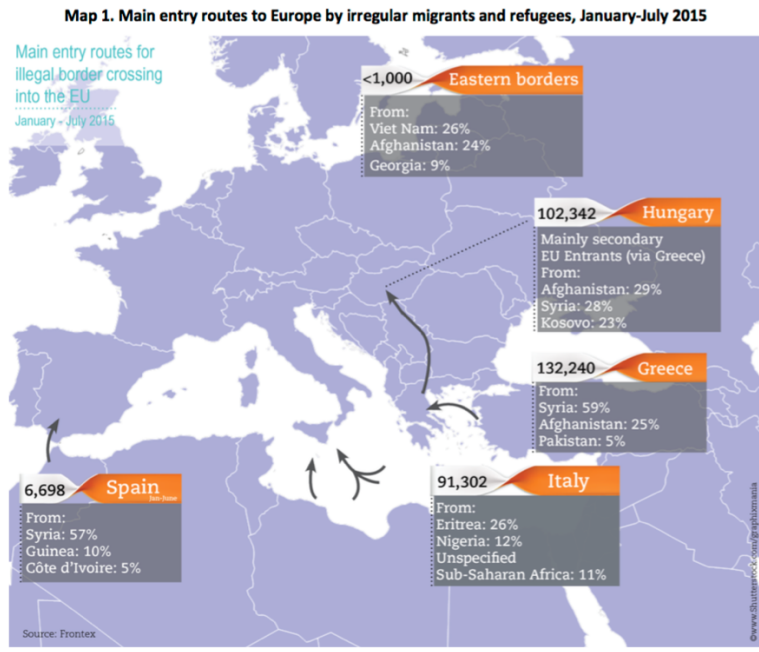 Map 1. Main entry routes to Europe by irregular migrants and refugees, January-July 2015
Main entry routes for
illegal border crossing
into the EU
January - July 2015
<1,000 Eastern borders
From:
Viet Nam: 26%
Afghanistan: 24%
Georgia: 9%
102,342 Hungary
Mainly secondary
EU Entrants (via Greece)
From:
Afghanistan: 29%
Syria: 28%
Kosovo: 23%
132,240 Greece
From:
Syria: 59%
Afghanistan: 25%
Pakistan: 5%
6,698 Spain
Jan-June
From:
Syria: 57%
Guinea: 10%
Côte d'Ivoire: 5%
91,302 Italy
From:
Eritrea: 26%
Nigeria: 12%
Unspecified
Sub-Saharan Africa: 11%
Source: Frontex
©www.Shutterstock.com/graphixmania